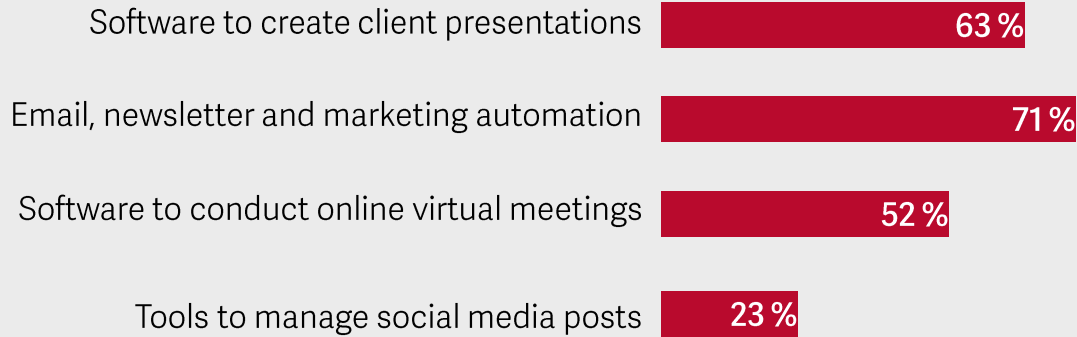 Software to create client presentations 63 %
Email, newsletter and marketing automation 71 %
Software to conduct online virtual meetings 52 %
Tools to manage social media posts 23 %